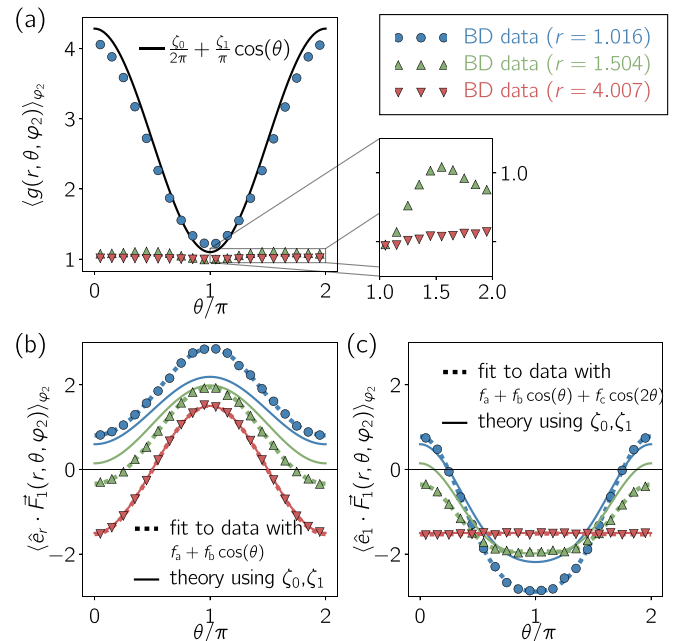 (a)
4
3
2
1
⟨g(r, θ, φ₂)⟩φ₂
ζ₀/2π + ζ₁/π cos(θ)
0
1
2
θ/π
BD data (r = 1.016)
BD data (r = 1.504)
BD data (r = 4.007)
1.0
1.0
1.5
2.0
(b)
2
0
−2
⟨ê_r · F⃗₁(r, θ, φ₂)⟩φ₂
fit to data with
f_a + f_b cos(θ)
theory using ζ₀,ζ₁
0
1
2
θ/π
(c)
2
0
−2
⟨ê₁ · F⃗₁(r, θ, φ₂)⟩φ₂
fit to data with
f_a + f_b cos(θ) + f_c cos(2θ)
theory using ζ₀,ζ₁
0
1
2
θ/π